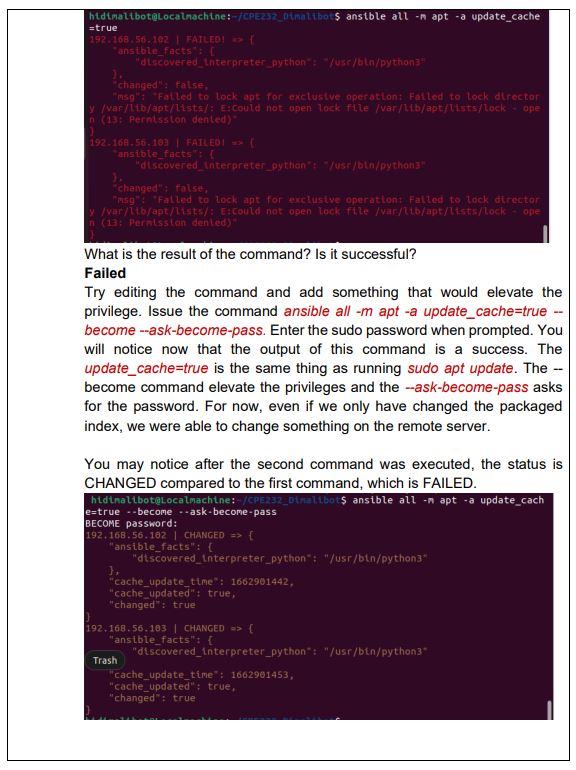 hidimalibot@Localmachine:~/CPE232_Dimalibot$ ansible all -m apt -a update_cache
=true
192.168.56.102 | FAILED! => {
    "ansible_facts": {
        "discovered_interpreter_python": "/usr/bin/python3"
    },
    "changed": false,
    "msg": "Failed to lock apt for exclusive operation: Failed to lock director
y /var/lib/apt/lists/: E:Could not open lock file /var/lib/apt/lists/lock - ope
n (13: Permission denied)"
}
192.168.56.103 | FAILED! => {
    "ansible_facts": {
        "discovered_interpreter_python": "/usr/bin/python3"
    },
    "changed": false,
    "msg": "Failed to lock apt for exclusive operation: Failed to lock director
y /var/lib/apt/lists/: E:Could not open lock file /var/lib/apt/lists/lock - ope
n (13: Permission denied)"
}
What is the result of the command? Is it successful?
Failed
Try editing the command and add something that would elevate the
privilege. Issue the command ansible all -m apt -a update_cache=true --
become --ask-become-pass. Enter the sudo password when prompted. You
will notice now that the output of this command is a success. The
update_cache=true is the same thing as running sudo apt update. The --
become command elevate the privileges and the --ask-become-pass asks
for the password. For now, even if we only have changed the packaged
index, we were able to change something on the remote server.
You may notice after the second command was executed, the status is
CHANGED compared to the first command, which is FAILED.
hidimalibot@Localmachine:~/CPE232_Dimalibot$ ansible all -m apt -a update_cach
e=true --become --ask-become-pass
BECOME password:
192.168.56.102 | CHANGED => {
    "ansible_facts": {
        "discovered_interpreter_python": "/usr/bin/python3"
    },
    "cache_update_time": 1662901442,
    "cache_updated": true,
    "changed": true
}
192.168.56.103 | CHANGED => {
    "ansible_facts": {
        "discovered_interpreter_python": "/usr/bin/python3"
Trash
    "cache_update_time": 1662901453,
    "cache_updated": true,
    "changed": true
}